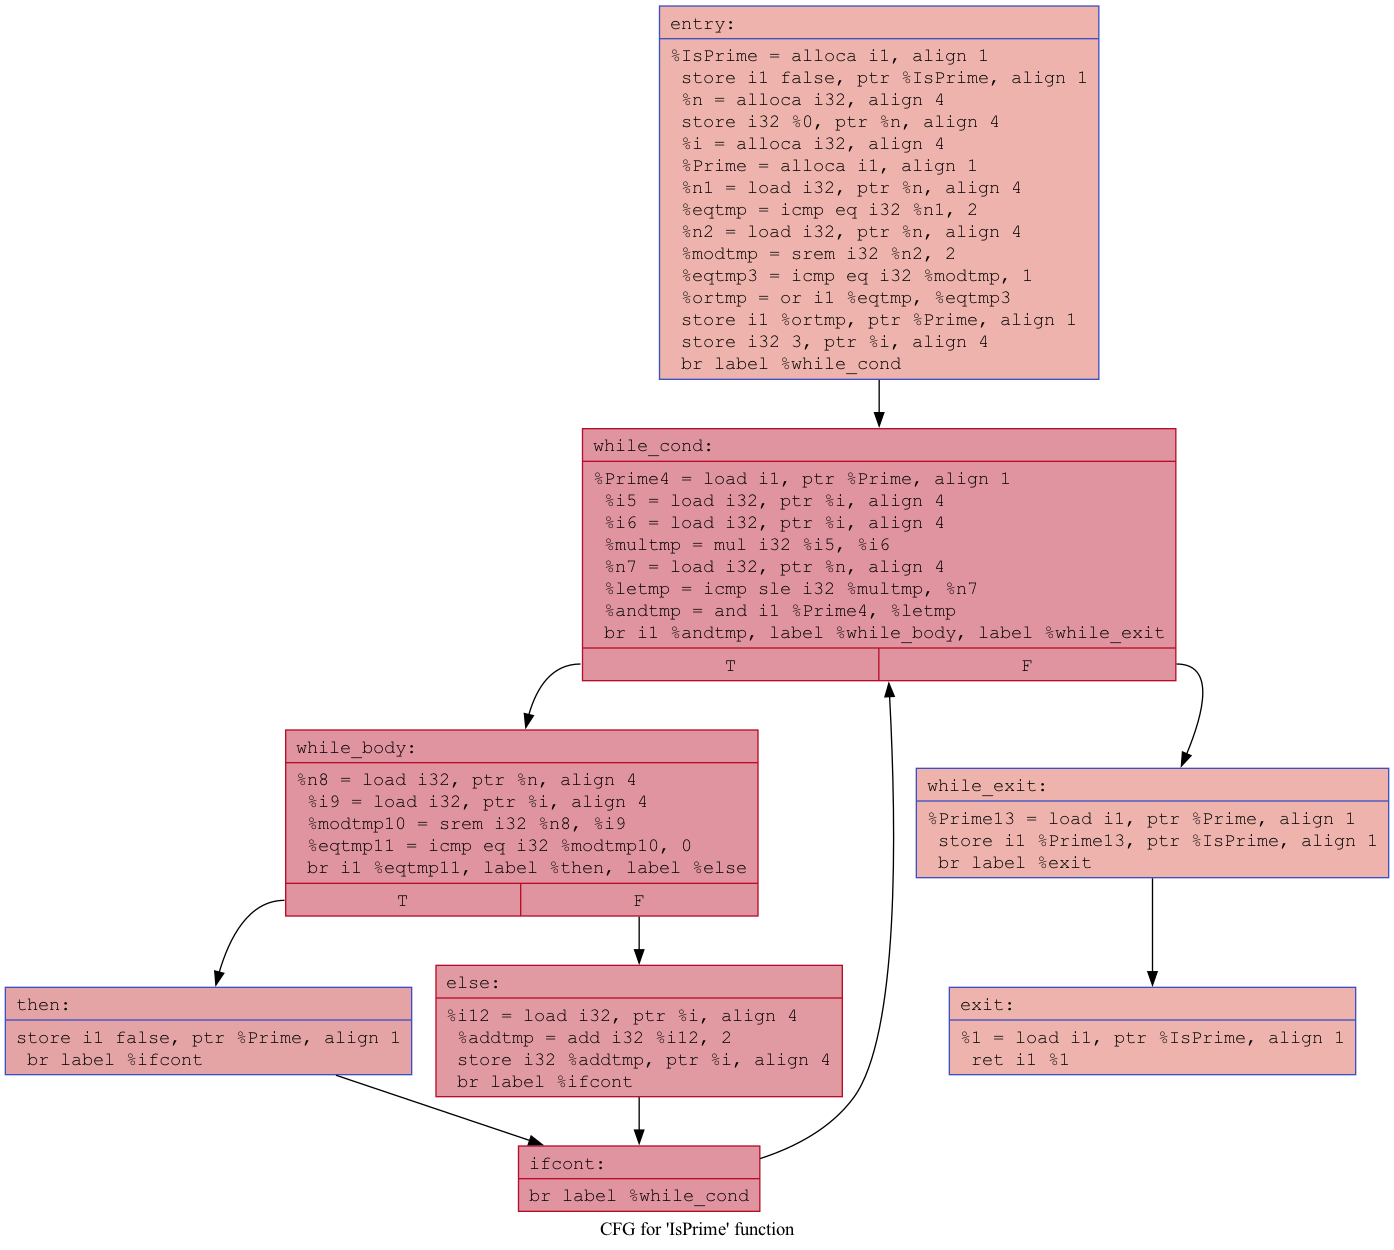 entry:
%IsPrime = alloca i1, align 1
store i1 false, ptr %IsPrime, align 1
%n = alloca i32, align 4
store i32 %0, ptr %n, align 4
%i = alloca i32, align 4
%Prime = alloca i1, align 1
%n1 = load i32, ptr %n, align 4
%eqtmp = icmp eq i32 %n1, 2
%n2 = load i32, ptr %n, align 4
%modtmp = srem i32 %n2, 2
%eqtmp3 = icmp eq i32 %modtmp, 1
%ortmp = or i1 %eqtmp, %eqtmp3
store i1 %ortmp, ptr %Prime, align 1
store i32 3, ptr %i, align 4
br label %while_cond
while_cond:
%Prime4 = load i1, ptr %Prime, align 1
%i5 = load i32, ptr %i, align 4
%i6 = load i32, ptr %i, align 4
%multmp = mul i32 %i5, %i6
%n7 = load i32, ptr %n, align 4
%letmp = icmp sle i32 %multmp, %n7
%andtmp = and i1 %Prime4, %letmp
br i1 %andtmp, label %while_body, label %while_exit
T
F
while_body:
%n8 = load i32, ptr %n, align 4
%i9 = load i32, ptr %i, align 4
%modtmp10 = srem i32 %n8, %i9
%eqtmp11 = icmp eq i32 %modtmp10, 0
br i1 %eqtmp11, label %then, label %else
T
F
while_exit:
%Prime13 = load i1, ptr %Prime, align 1
store i1 %Prime13, ptr %IsPrime, align 1
br label %exit
then:
store i1 false, ptr %Prime, align 1
br label %ifcont
else:
%i12 = load i32, ptr %i, align 4
%addtmp = add i32 %i12, 2
store i32 %addtmp, ptr %i, align 4
br label %ifcont
exit:
%1 = load i1, ptr %IsPrime, align 1
ret i1 %1
ifcont:
br label %while_cond
CFG for 'IsPrime' function